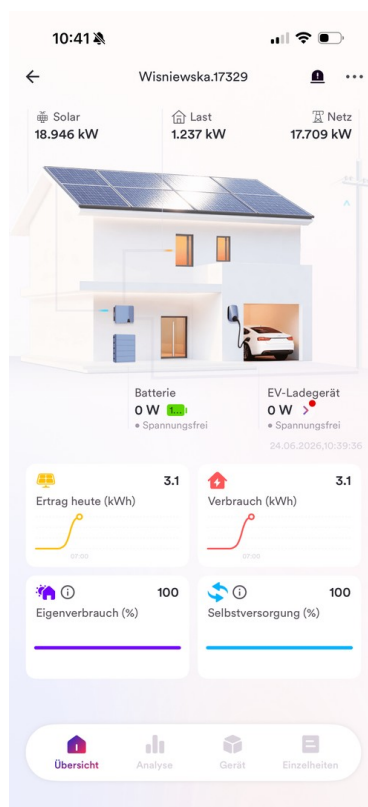 10:41
Wisniewska.17329
Solar Last Netz
18.946 kW 1.237 kW 17.709 kW
Batterie EV-Ladegerät
0 W 1... 0 W
Spannungsfrei Spannungsfrei
24.06.2026,10:39:36
3.1 3.1
Ertrag heute (kWh) Verbrauch (kWh)
07:00 07:00
100 100
Eigenverbrauch (%) Selbstversorgung (%)
Übersicht Analyse Gerät Einzelheiten